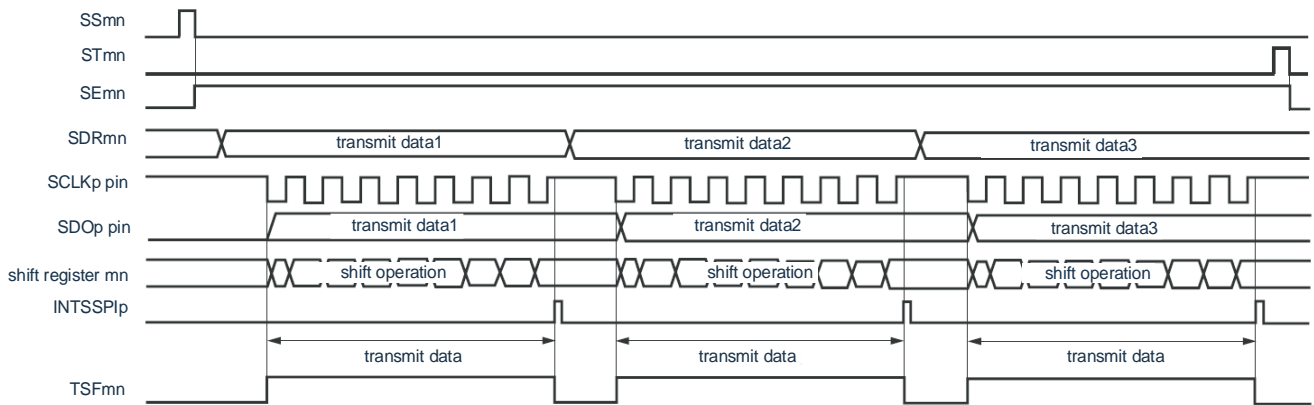 SSmn
STmn
SEmn
SDRmn transmit data1 transmit data2 transmit data3
SCLKp pin
SDOp pin transmit data1 transmit data2 transmit data3
shift register mn shift operation shift operation shift operation
INTSSPIp
transmit data transmit data transmit data
TSFmn